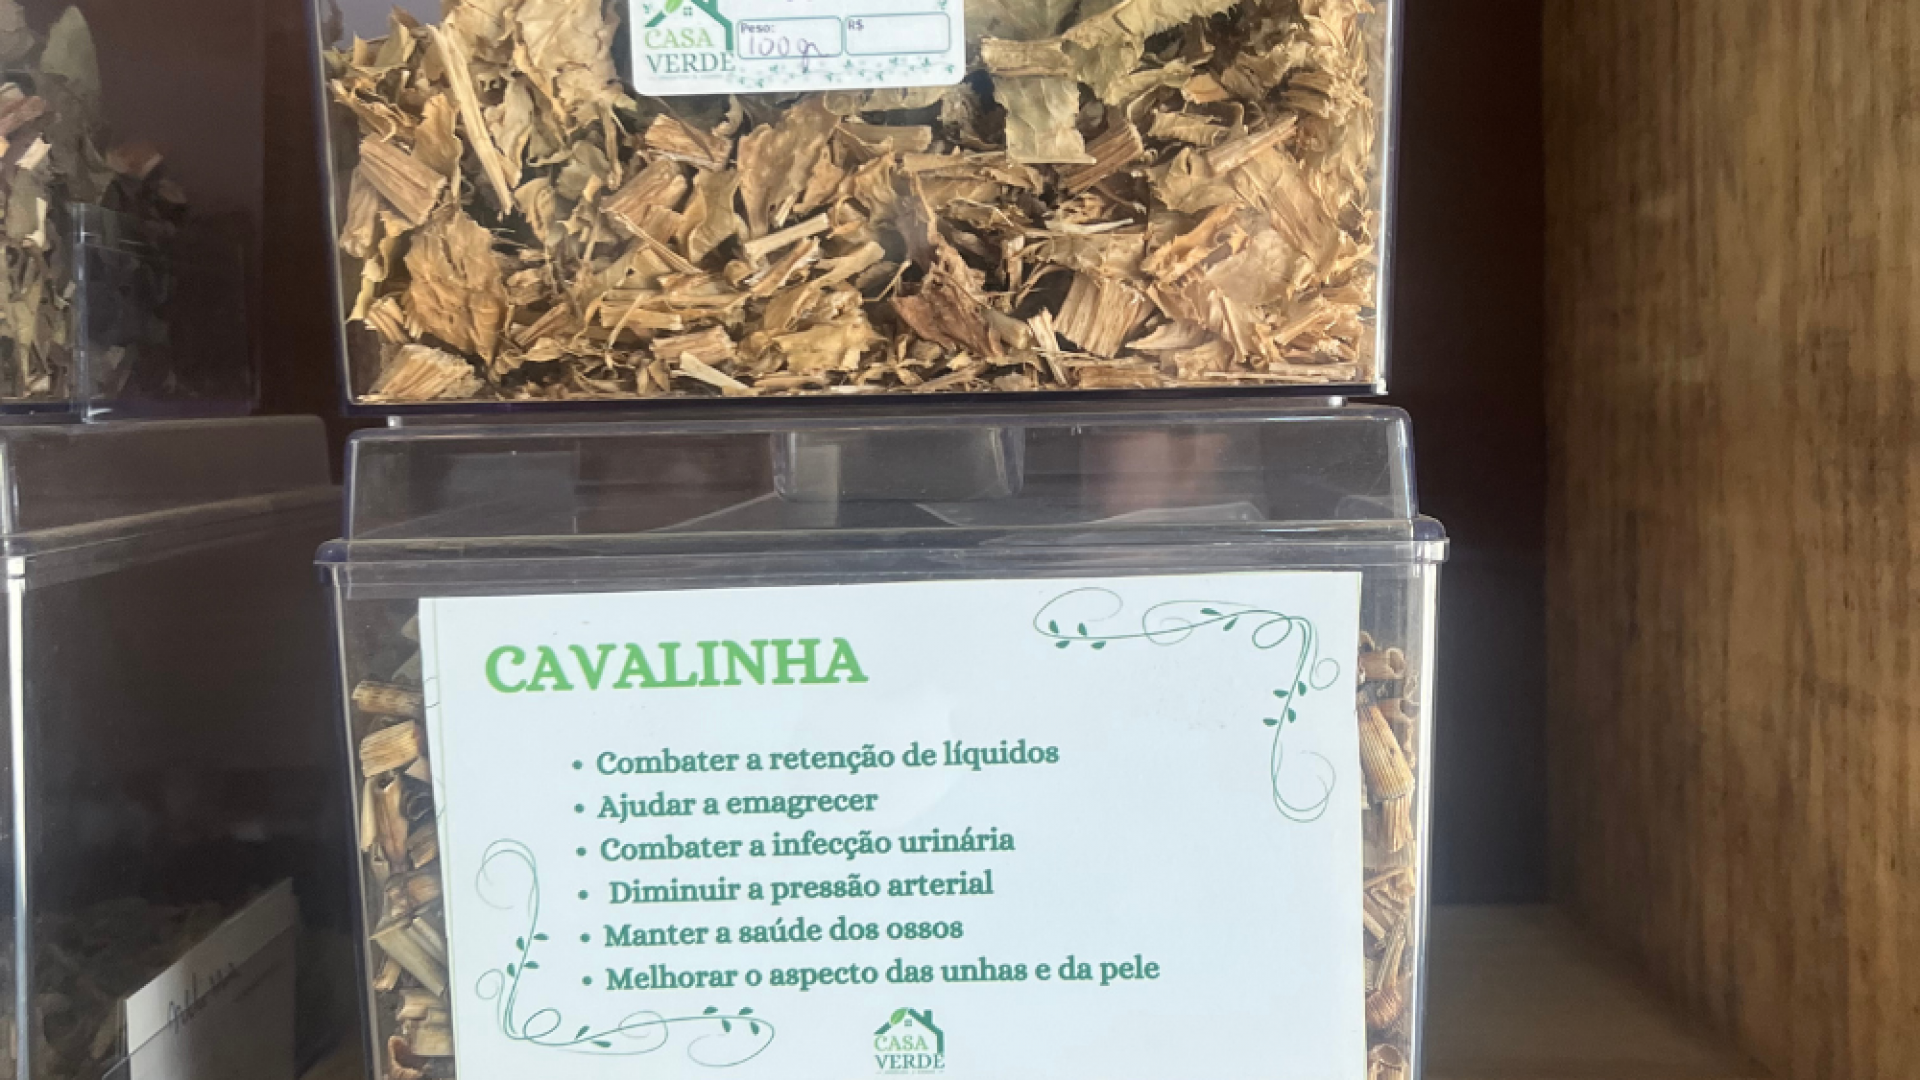 CASA
VERDE
Peso:
100g
R$
CAVALINHA
• Combater a retenção de líquidos
• Ajudar a emagrecer
• Combater a infecção urinária
• Diminuir a pressão arterial
• Manter a saúde dos ossos
• Melhorar o aspecto das unhas e da pele
CASA
VERDE